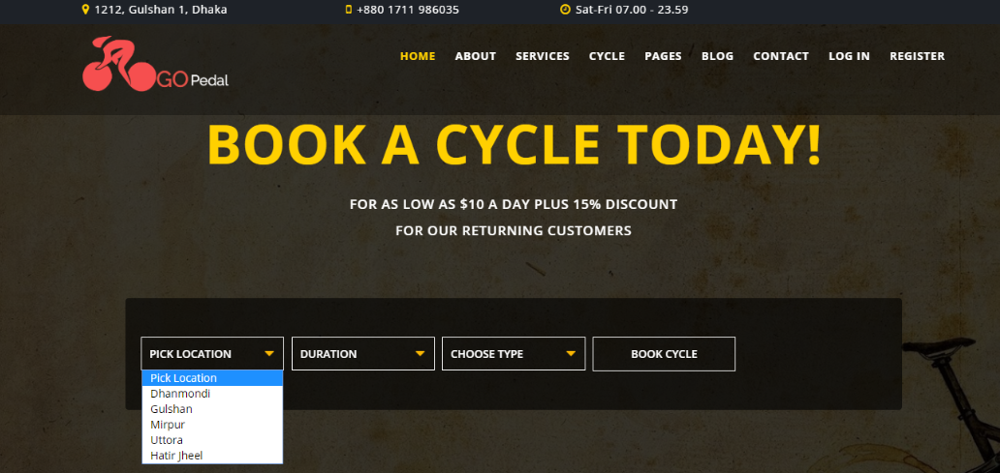 1212, Gulshan 1, Dhaka +880 1711 986035 Sat-Fri 07.00 - 23.59
GO Pedal HOME ABOUT SERVICES CYCLE PAGES BLOG CONTACT LOG IN REGISTER
BOOK A CYCLE TODAY!
FOR AS LOW AS $10 A DAY PLUS 15% DISCOUNT
FOR OUR RETURNING CUSTOMERS
PICK LOCATION DURATION CHOOSE TYPE BOOK CYCLE
Pick Location
Dhanmondi
Gulshan
Mirpur
Uttora
Hatir Jheel